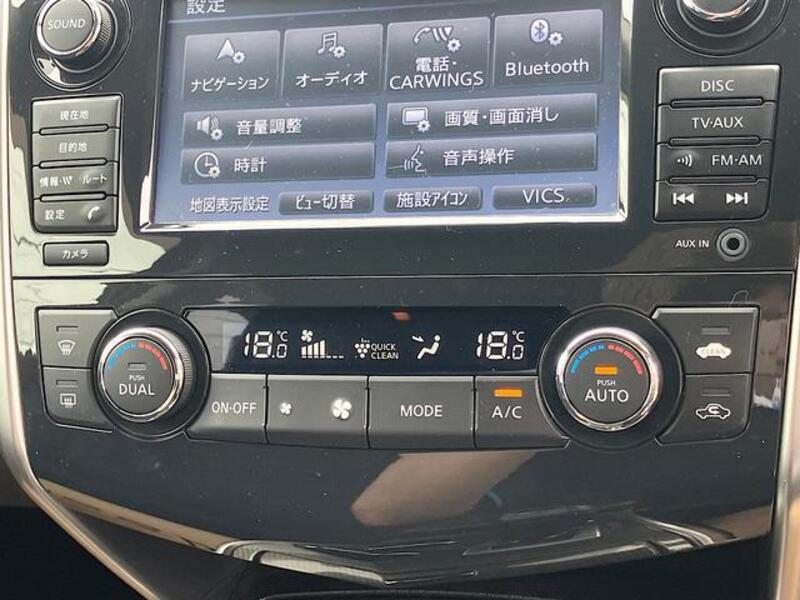 設定
SOUND
ナビゲーション
オーディオ
電話・
CARWINGS
Bluetooth
音量調整
画質・画面消し
時計
音声操作
地図表示設定
ビュー切替
施設アイコン
VICS
現在地
目的地
情報・
ルート
設定
カメラ
DISC
TV・AUX
FM・AM
AUX IN
18.0°C
QUICK
CLEAN
18.0°C
PUSH
DUAL
ON・OFF
MODE
A/C
PUSH
AUTO
CLEAN